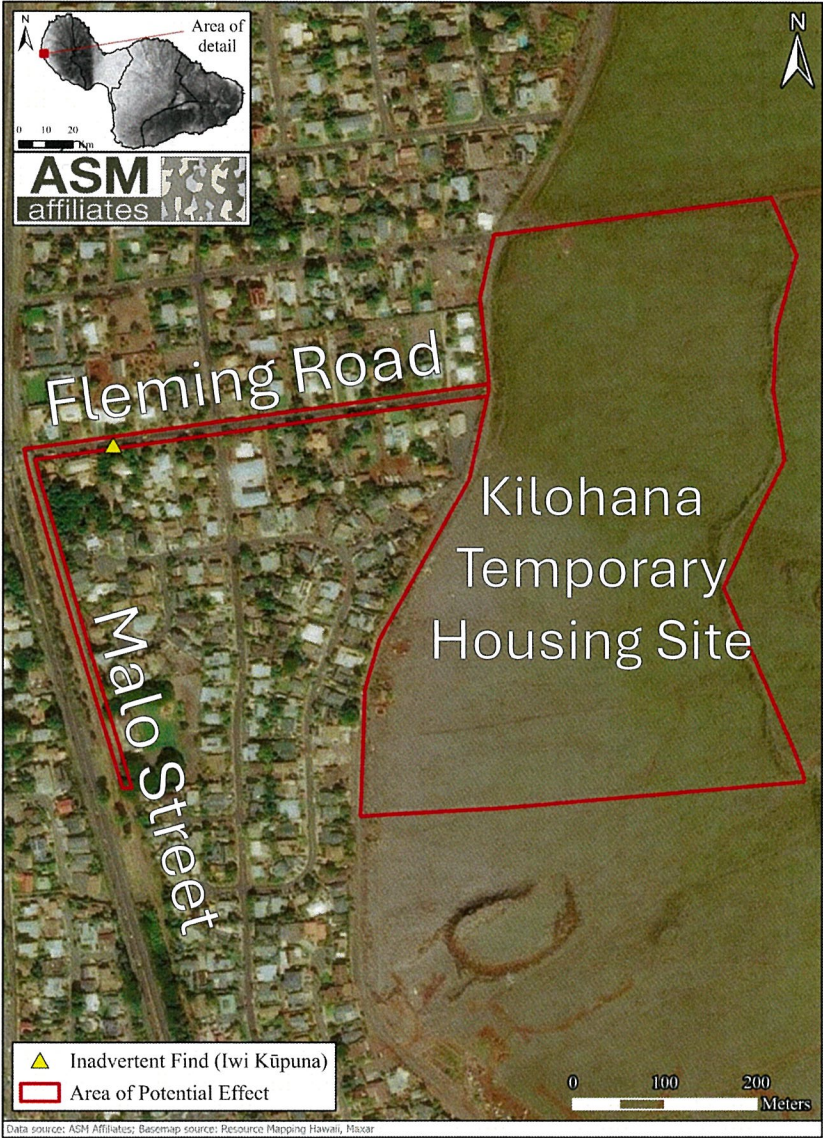 N
Area of
detail
0 10 20
Km
ASM
affiliates
N
Fleming Road
Kilohana
Temporary
Housing Site
Malo Street
Inadvertent Find (Iwi Kūpuna)
Area of Potential Effect
0 100 200
Meters
Data source: ASM Affiliates; Basemap source: Resource Mapping Hawaii, Maxar